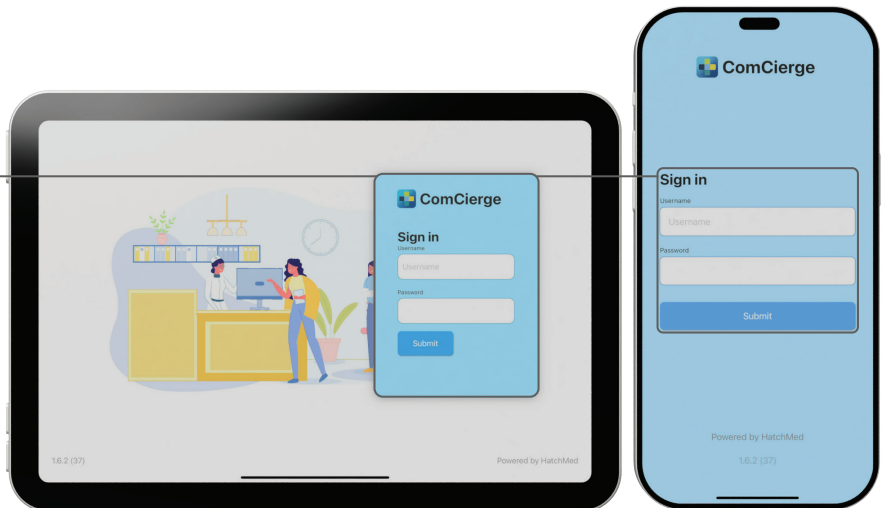 ComCierge
Sign in
Username
Username
Password
Submit
1.6.2 (37)
Powered by HatchMed
ComCierge
Sign in
Username
Username
Password
Submit
Powered by HatchMed
1.6.2 (37)